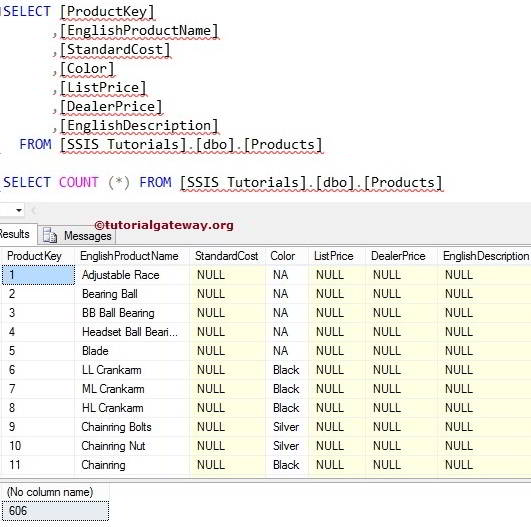 SELECT [ProductKey]
,[EnglishProductName]
,[StandardCost]
,[Color]
,[ListPrice]
,[DealerPrice]
,[EnglishDescription]
FROM [SSIS Tutorials].[dbo].[Products]
SELECT COUNT (*) FROM [SSIS Tutorials].[dbo].[Products]
©tutorialgateway.org
Results Messages
ProductKey EnglishProductName StandardCost Color ListPrice DealerPrice EnglishDescription
1 Adjustable Race NULL NA NULL NULL NULL
2 Bearing Ball NULL NA NULL NULL NULL
3 BB Ball Bearing NULL NA NULL NULL NULL
4 Headset Ball Beari... NULL NA NULL NULL NULL
5 Blade NULL NA NULL NULL NULL
6 LL Crankarm NULL Black NULL NULL NULL
7 ML Crankarm NULL Black NULL NULL NULL
8 HL Crankarm NULL Black NULL NULL NULL
9 Chainring Bolts NULL Silver NULL NULL NULL
10 Chainring Nut NULL Silver NULL NULL NULL
11 Chainring NULL Black NULL NULL NULL
(No column name)
606